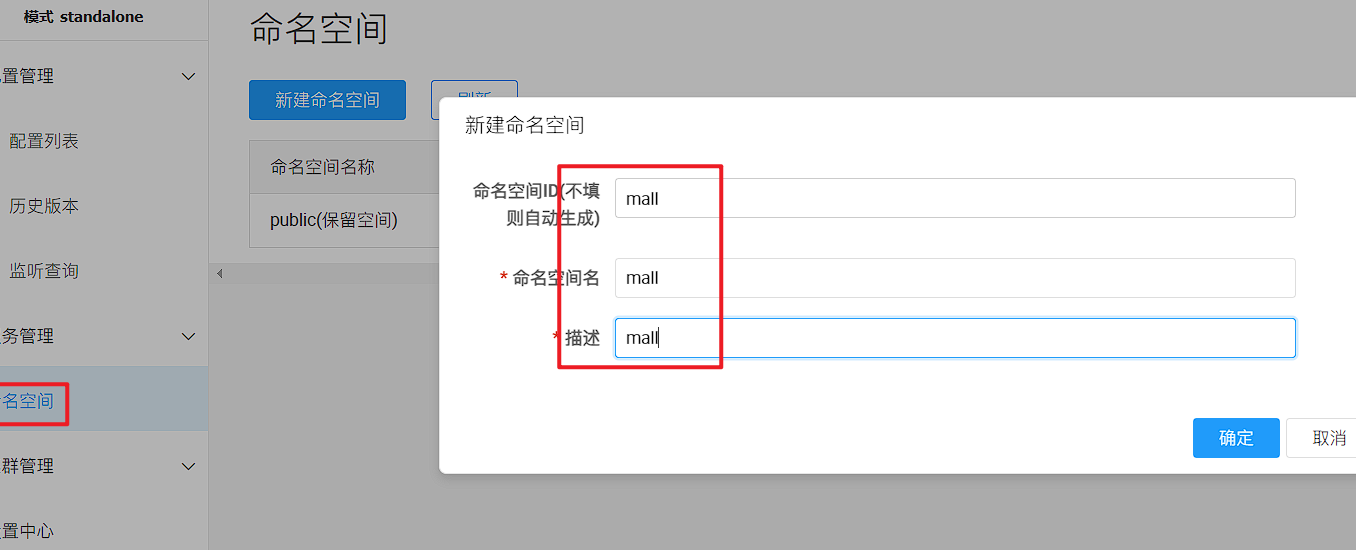 模式 standalone
置管理
配置列表
历史版本
监听查询
务管理
名空间
群管理
置中心
命名空间
新建命名空间
刷新
命名空间名称
public(保留空间)
新建命名空间
命名空间ID(不填
则自动生成)
mall
* 命名空间名
mall
* 描述
mall
确定
取消